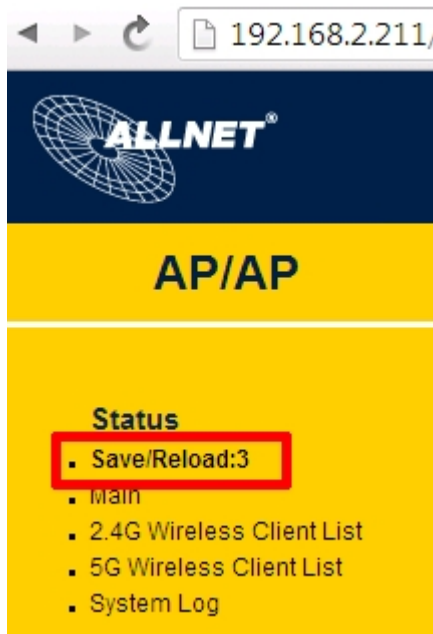 192.168.2.211/
ALLNET®
AP/AP
Status
Save/Reload:3
Main
2.4G Wireless Client List
5G Wireless Client List
System Log